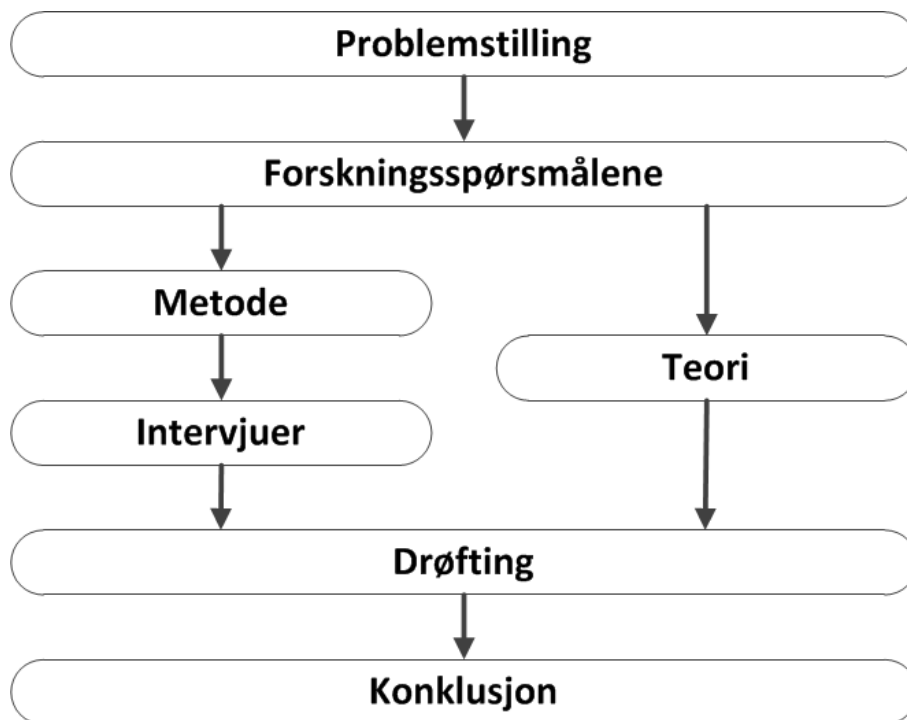 Problemstilling
Forskningsspørsmålene
Metode
Teori
Intervjuer
Drøfting
Konklusjon